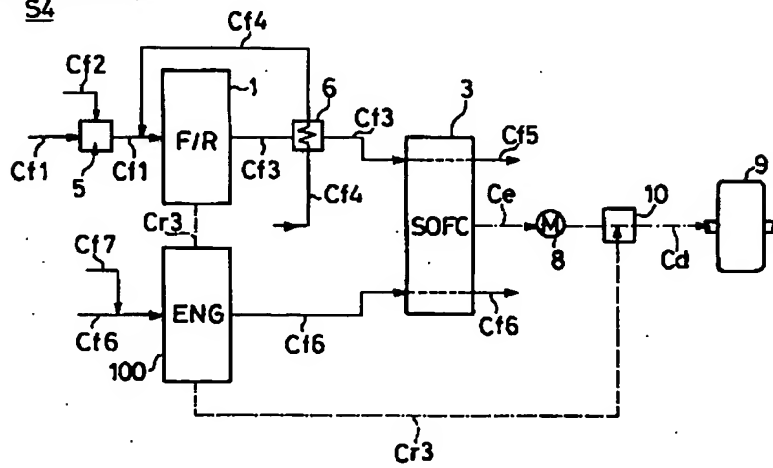 S4
Cf4
Cf2
1
6
Cf3
3
F/R
Cf1
5
Cf1
Cf3
Cf4
Cf5
9
Ce
10
SOFC
M
8
Cd
Cr3
Cf7
ENG
Cf6
Cf6
Cf6
100
Cr3